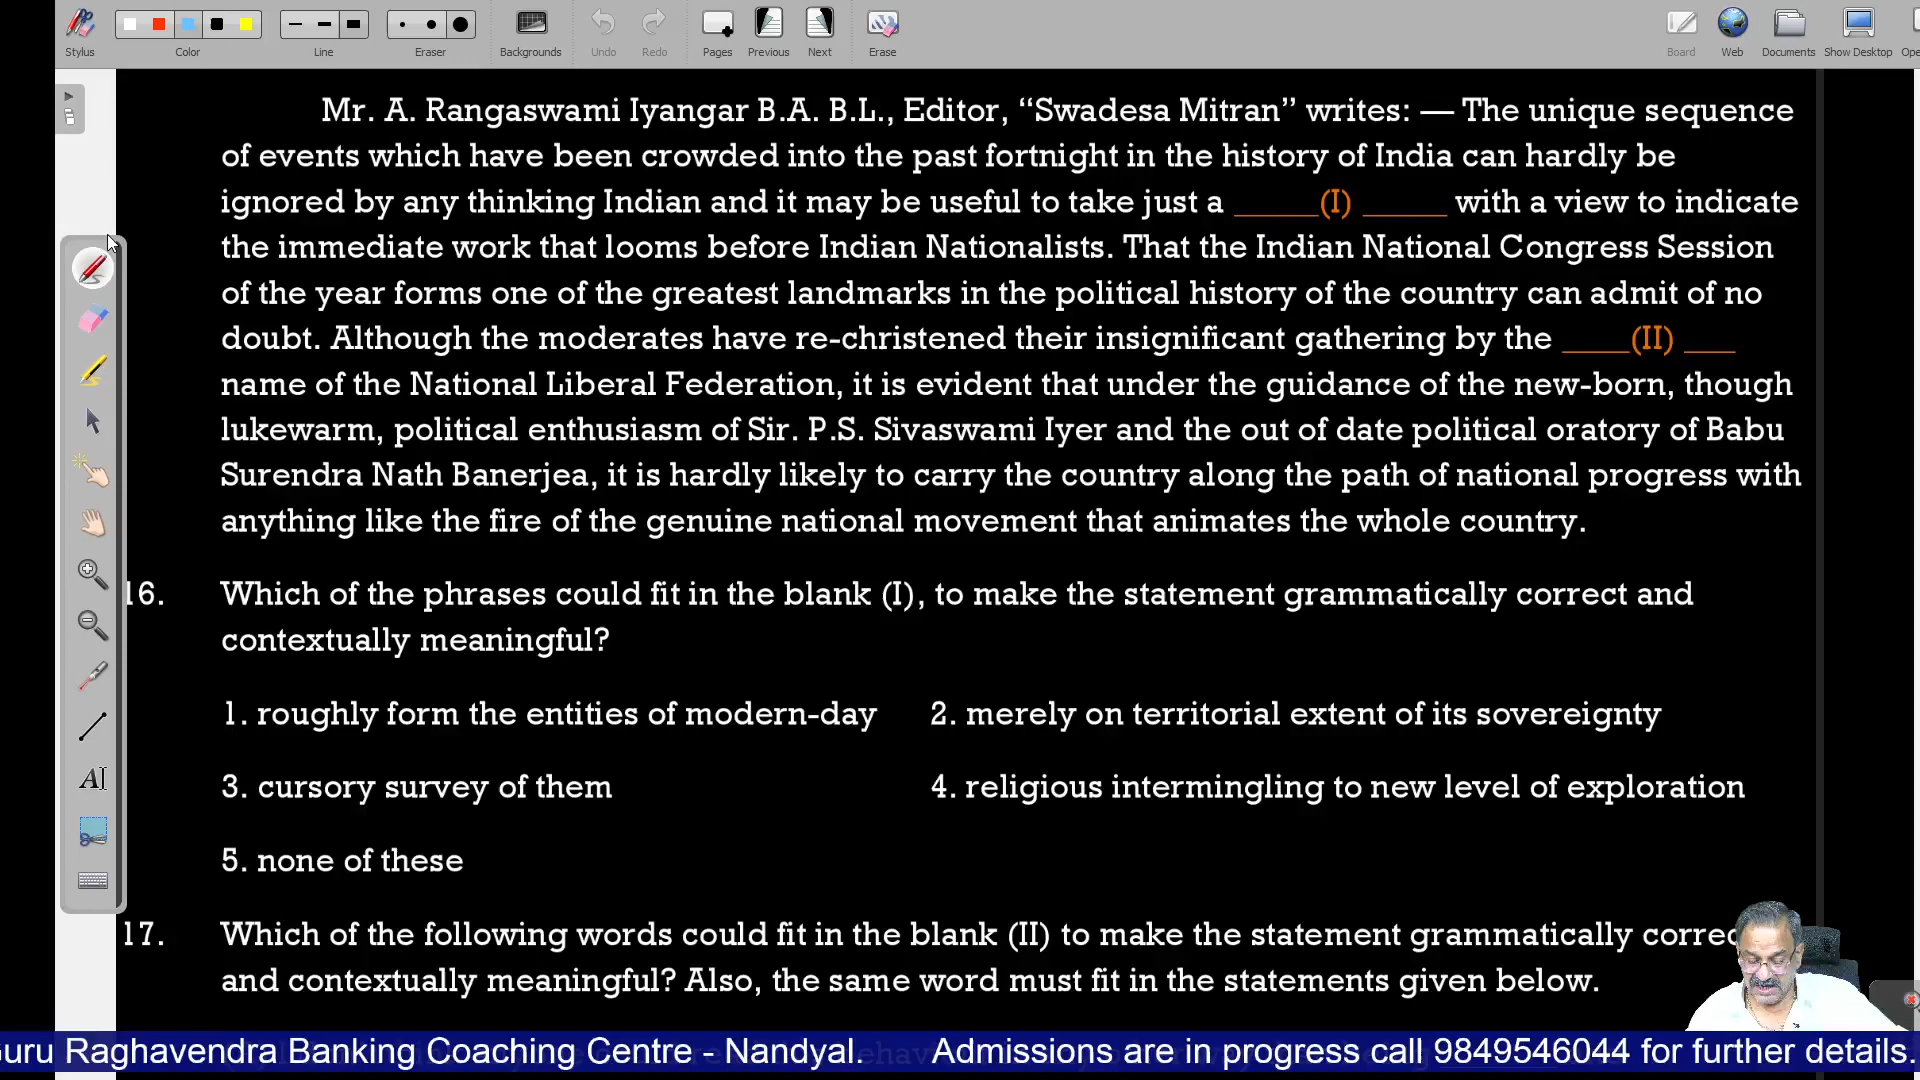 Stylus
Color
Line
Eraser
Backgrounds
Undo
Redo
Pages
Previous
Next
Erase
Board
Web
Documents
Show Desktop
Ope
Mr. A. Rangaswami Iyangar B.A. B.L., Editor, “Swadesa Mitran” writes: — The unique sequence
of events which have been crowded into the past fortnight in the history of India can hardly be
ignored by any thinking Indian and it may be useful to take just a _____(I) _____ with a view to indicate
the immediate work that looms before Indian Nationalists. That the Indian National Congress Session
of the year forms one of the greatest landmarks in the political history of the country can admit of no
doubt. Although the moderates have re-christened their insignificant gathering by the ____(II) ___
name of the National Liberal Federation, it is evident that under the guidance of the new-born, though
lukewarm, political enthusiasm of Sir. P.S. Sivaswami Iyer and the out of date political oratory of Babu
Surendra Nath Banerjea, it is hardly likely to carry the country along the path of national progress with
anything like the fire of the genuine national movement that animates the whole country.
16. Which of the phrases could fit in the blank (I), to make the statement grammatically correct and
contextually meaningful?
1. roughly form the entities of modern-day 2. merely on territorial extent of its sovereignty
3. cursory survey of them 4. religious intermingling to new level of exploration
5. none of these
17. Which of the following words could fit in the blank (II) to make the statement grammatically correc
and contextually meaningful? Also, the same word must fit in the statements given below.
Guru Raghavendra Banking Coaching Centre - Nandyal. Admissions are in progress call 9849546044 for further details.